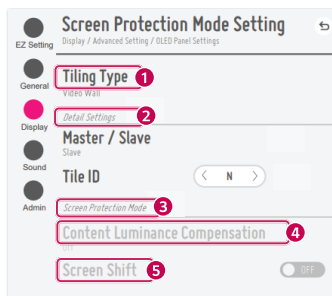 Screen Protection Mode Setting
Display / Advanced Setting / OLED Panel Settings
EZ Setting
General
Display
Sound
Admin
Tiling Type 1
Video Wall
Detail Settings 2
Master / Slave
Slave
Tile ID
N
Screen Protection Mode 3
Content Luminance Compensation 4
Off
Screen Shift 5
OFF